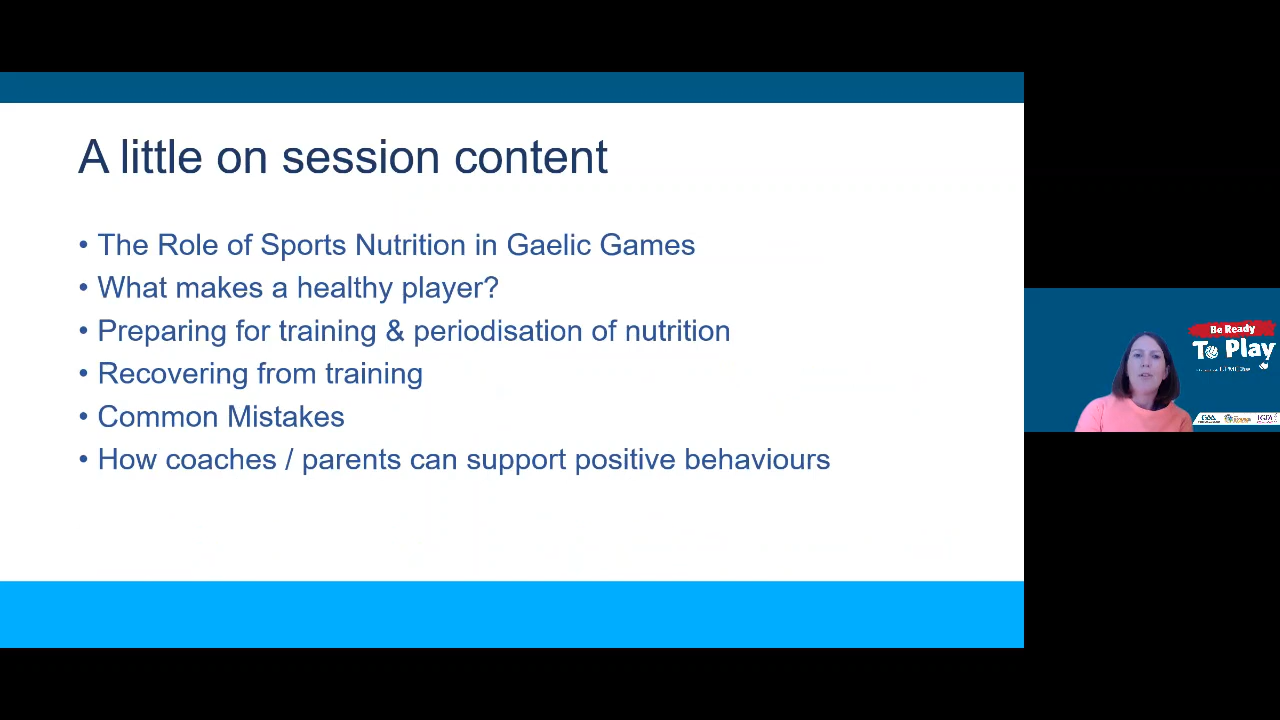 A little on session content
• The Role of Sports Nutrition in Gaelic Games
• What makes a healthy player?
• Preparing for training & periodisation of nutrition
• Recovering from training
• Common Mistakes
• How coaches / parents can support positive behaviours
Be Ready
To Play
GAA
LGFA